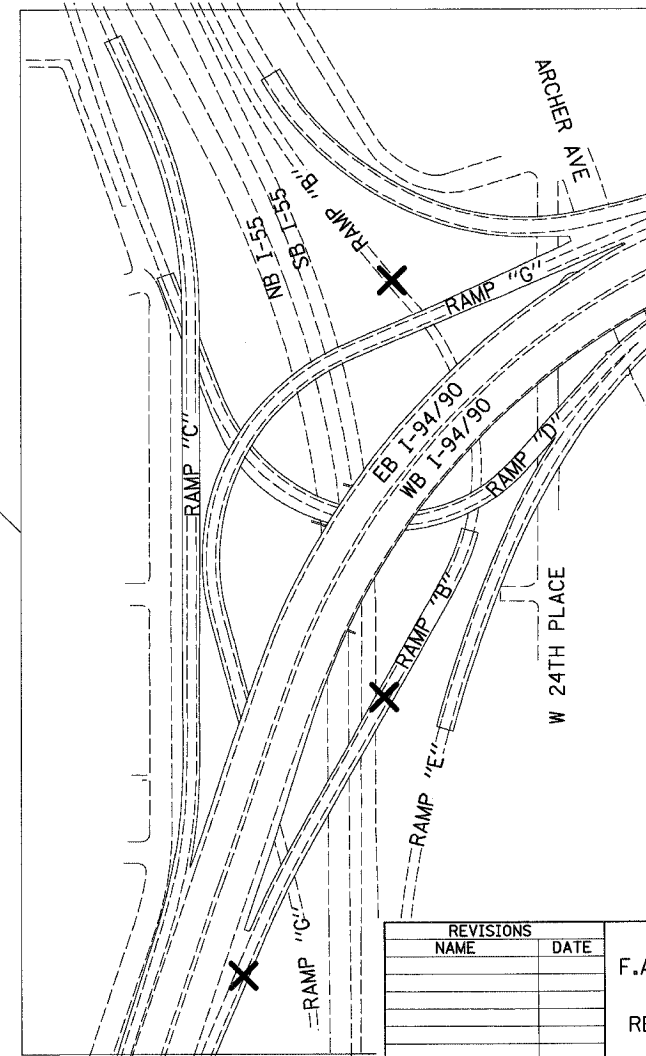 ARCHER AVE
NB I-55
SB I-55
RAMP "B"
RAMP "G"
RAMP "C"
EB I-94/90
WB I-94/90
RAMP "D"
RAMP "B"
W 24TH PLACE
RAMP "E"
RAMP "G"
REVISIONS
NAME DATE
F.A
RE